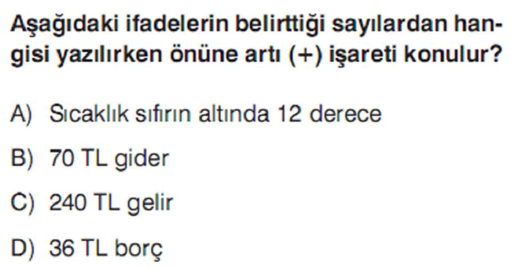 Aşağıdaki ifadelerin belirttiği sayılardan han-
gisi yazılırken önüne artı (+) işareti konulur?
A) Sıcaklık sıfırın altında 12 derece
B) 70 TL gider
C) 240 TL gelir
D) 36 TL borç